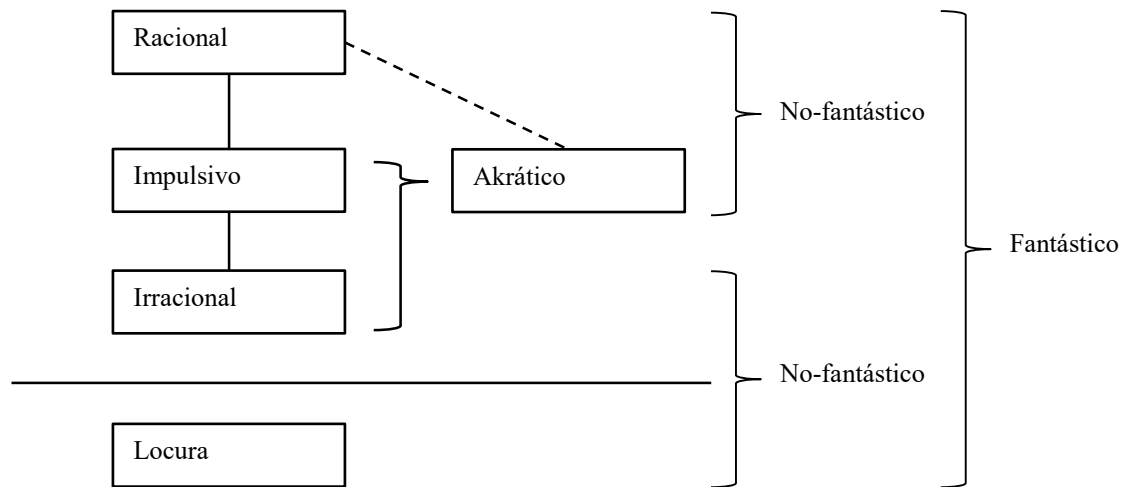 Racional
No-fantástico
Impulsivo
Akrático
Fantástico
Irracional
No-fantástico
Locura